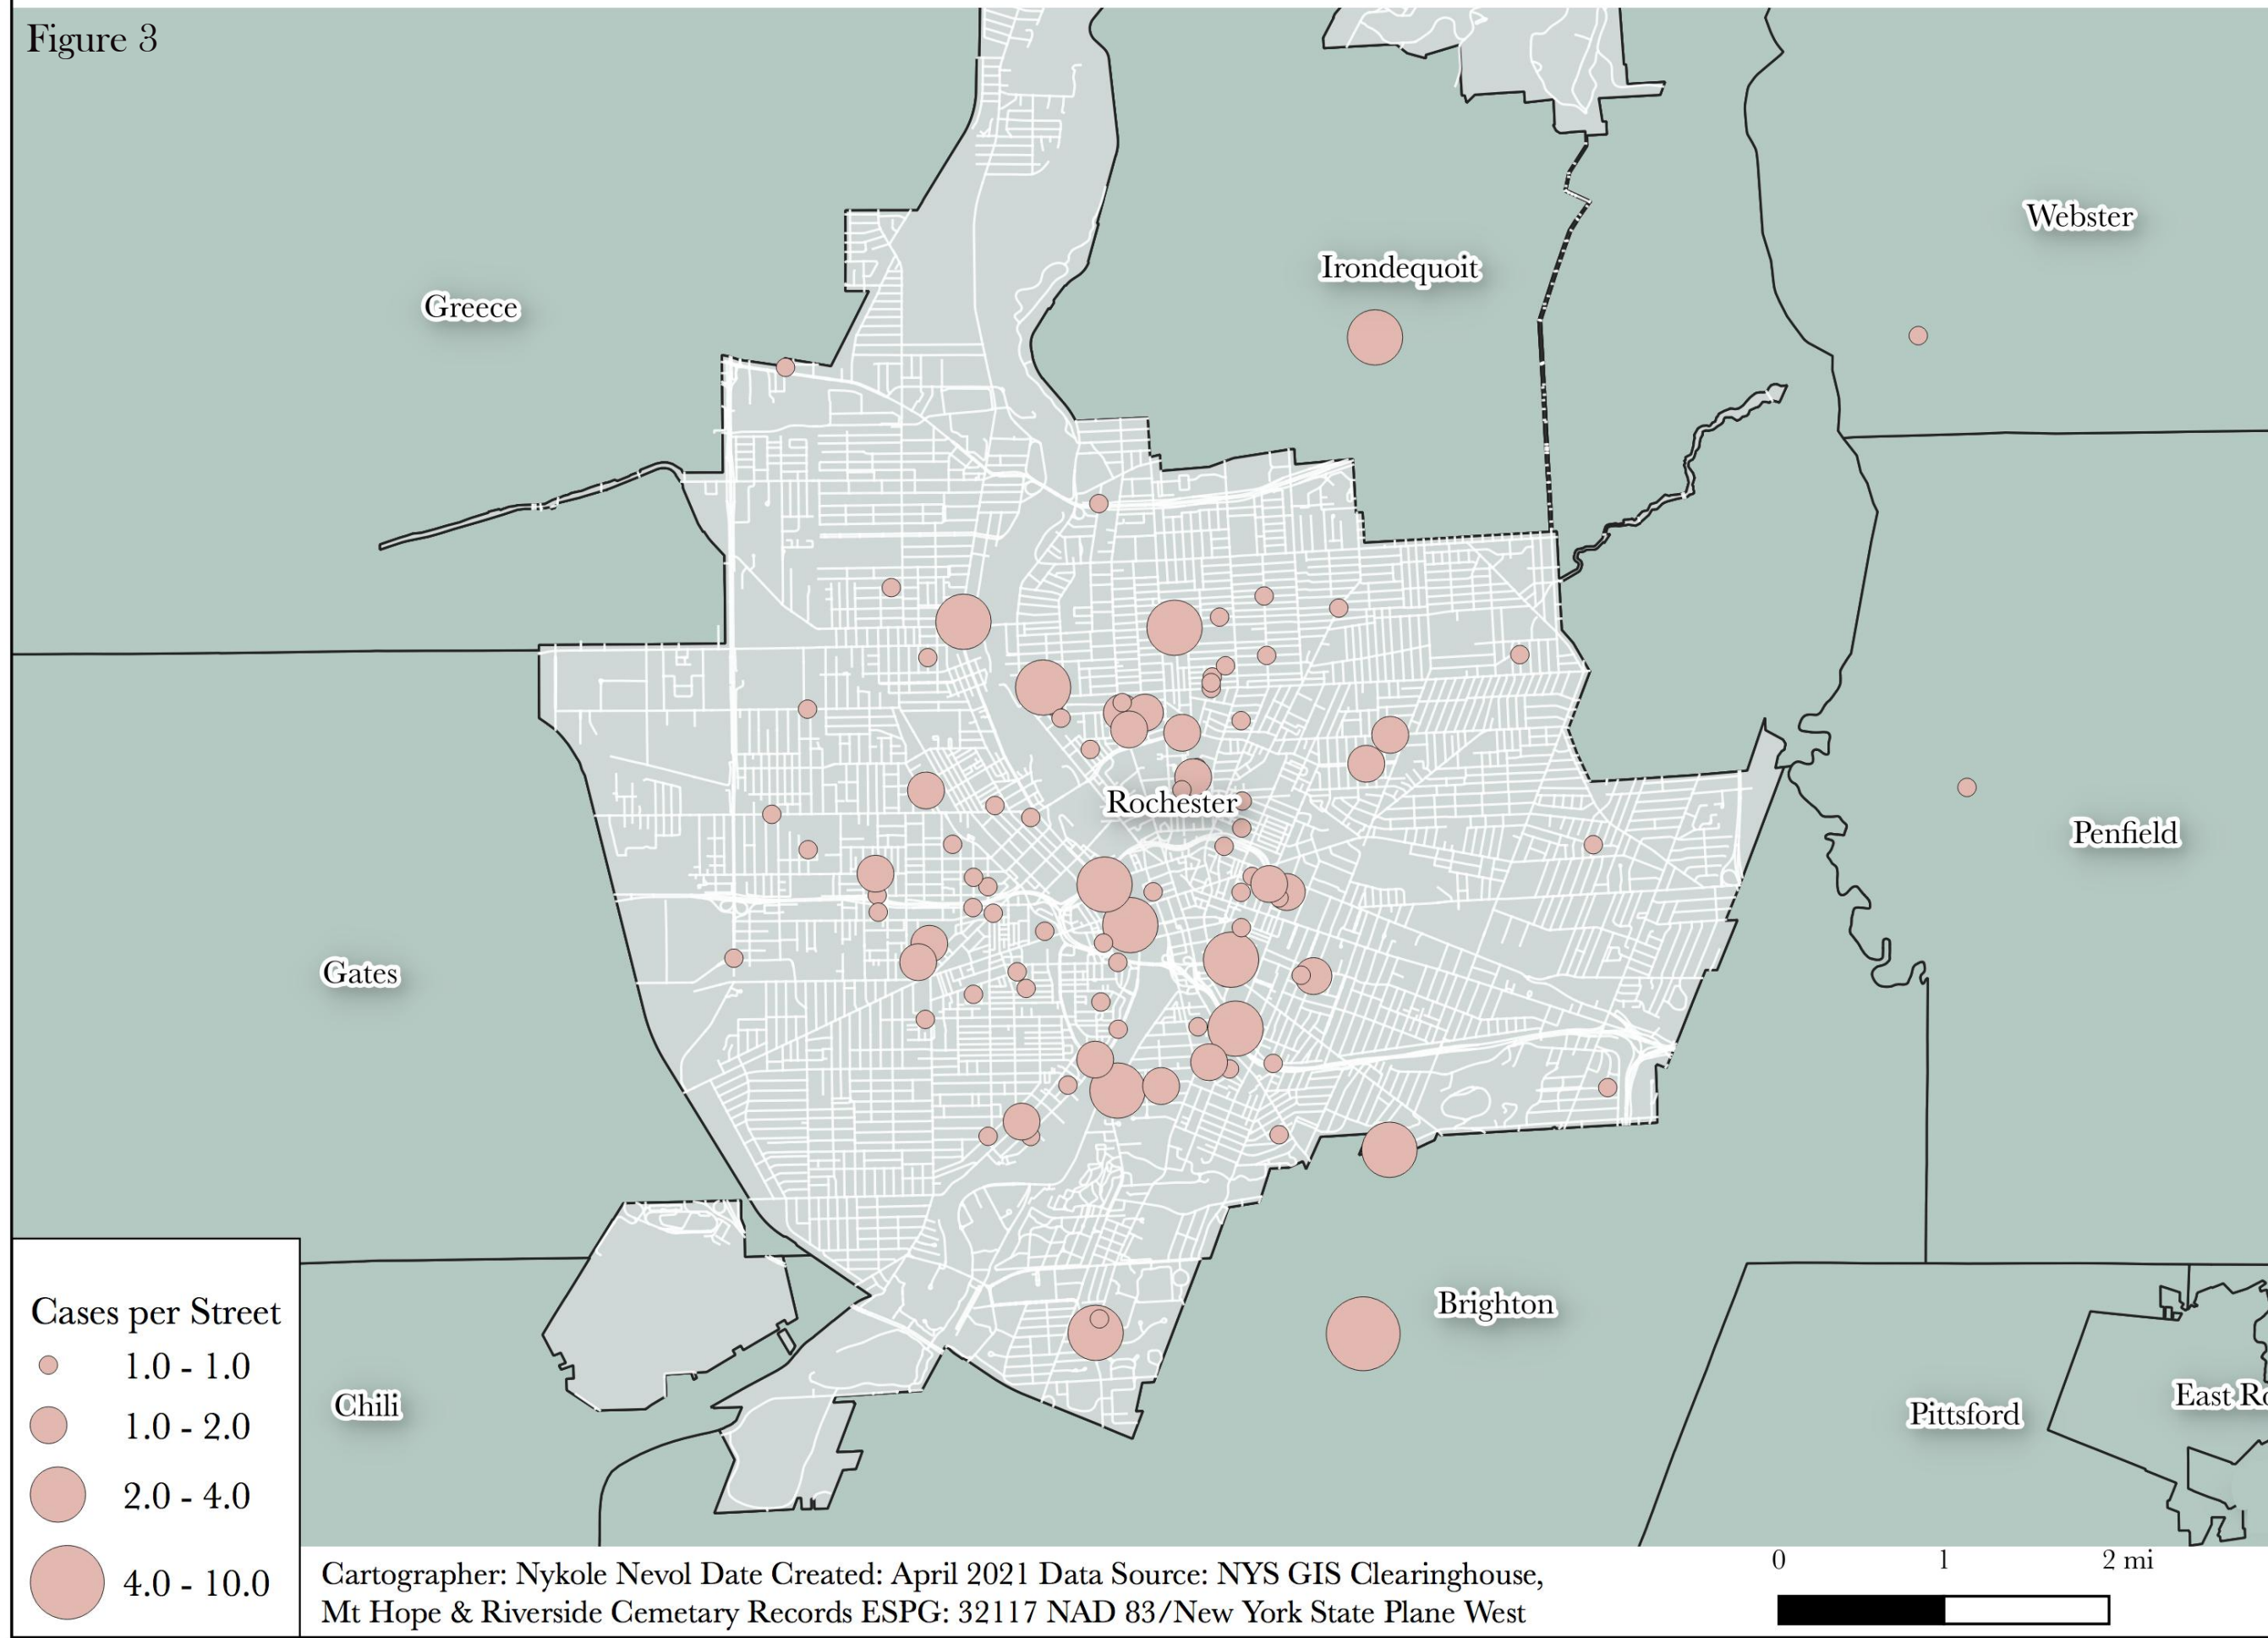 Figure 3
Webster
Irondequoit
Greece
Rochester
Penfield
Gates
Brighton
Chili
Pittsford
East Ro
Cases per Street
1.0 - 1.0
1.0 - 2.0
2.0 - 4.0
4.0 - 10.0
Cartographer: Nykole Nevol Date Created: April 2021 Data Source: NYS GIS Clearinghouse,
Mt Hope & Riverside Cemetary Records ESPG: 32117 NAD 83/New York State Plane West
0 1 2 mi